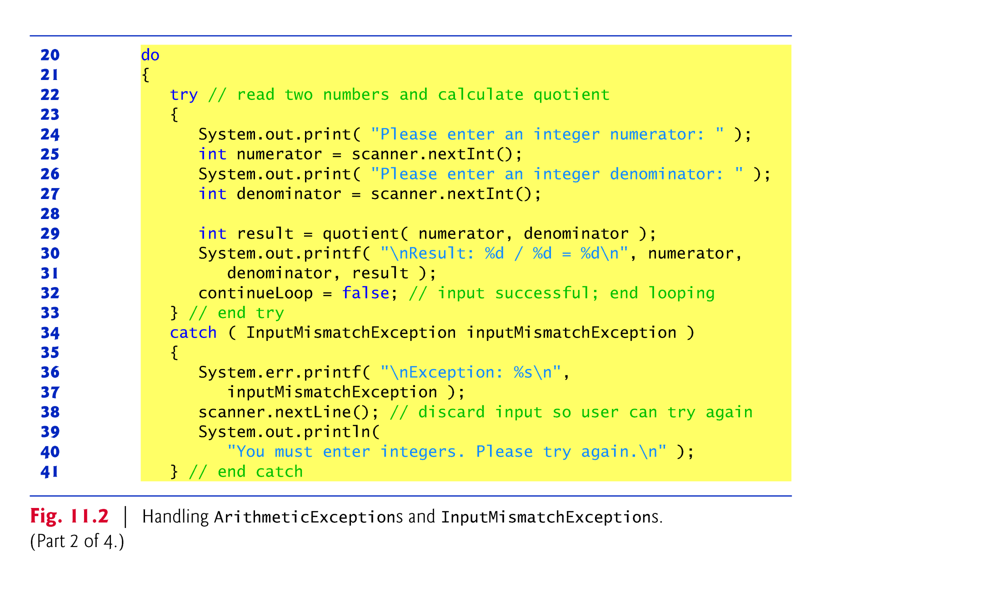 20 do
21 {
22 try // read two numbers and calculate quotient
23 {
24 System.out.print( "Please enter an integer numerator: " );
25 int numerator = scanner.nextInt();
26 System.out.print( "Please enter an integer denominator: " );
27 int denominator = scanner.nextInt();
28
29 int result = quotient( numerator, denominator );
30 System.out.printf( "\nResult: %d / %d = %d\n", numerator,
31 denominator, result );
32 continueLoop = false; // input successful; end looping
33 } // end try
34 catch ( InputMismatchException inputMismatchException )
35 {
36 System.err.printf( "\nException: %s\n",
37 inputMismatchException );
38 scanner.nextLine(); // discard input so user can try again
39 System.out.println(
40 "You must enter integers. Please try again.\n" );
41 } // end catch
Fig. 11.2 | Handling ArithmeticExceptions and InputMismatchExceptions.
(Part 2 of 4.)